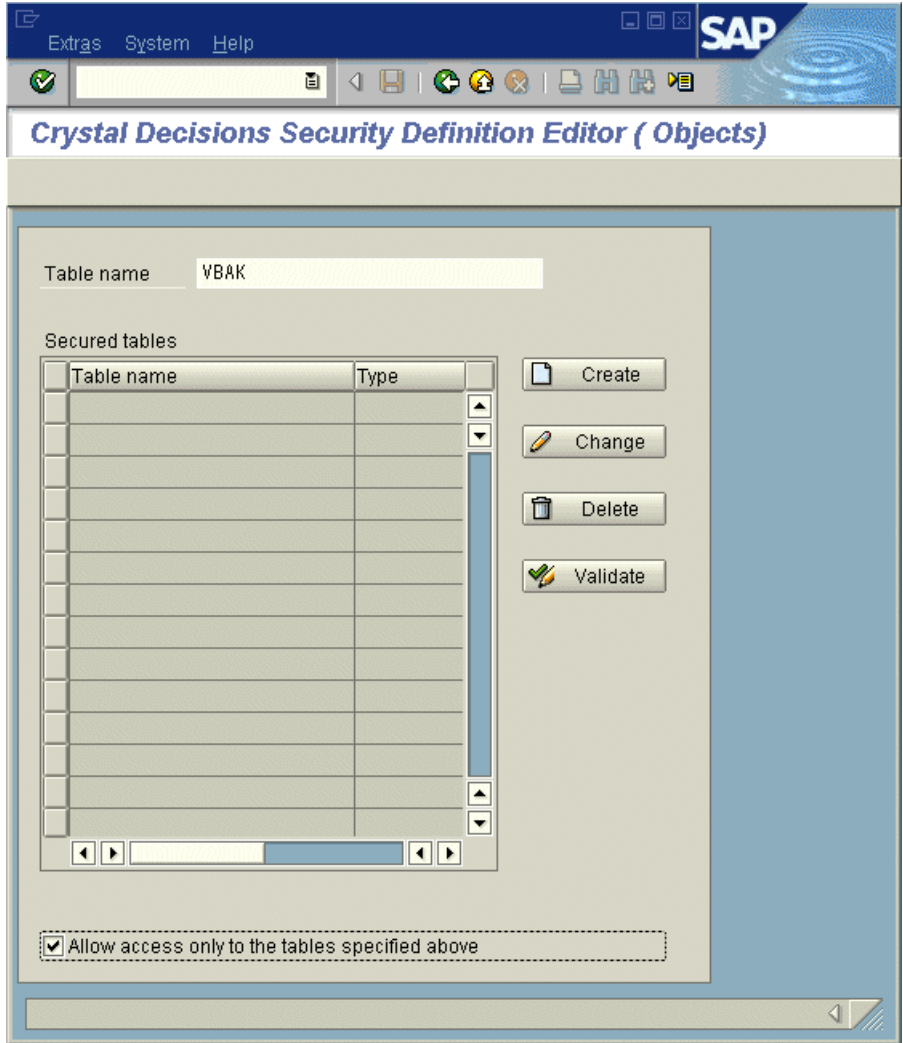 Extras System Help
SAP
Crystal Decisions Security Definition Editor ( Objects)
Table name VBAK
Secured tables
Table name Type
Create
Change
Delete
Validate
Allow access only to the tables specified above